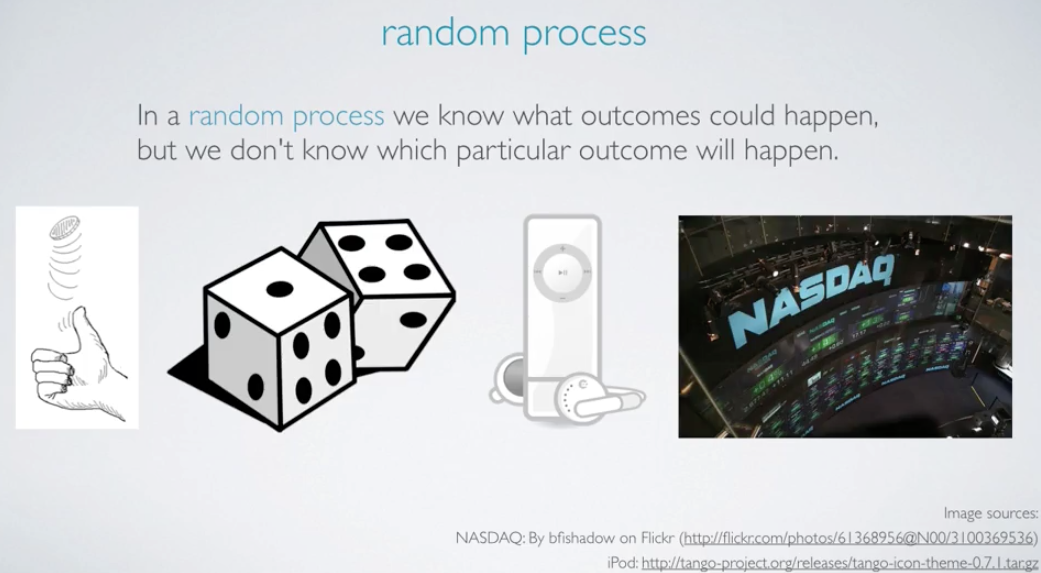 random process
In a random process we know what outcomes could happen,
but we don't know which particular outcome will happen.
NASDAQ
Image sources:
NASDAQ: By bfishadow on Flickr (http://flickr.com/photos/61368956@N00/3100369536)
iPod: http://tango-project.org/releases/tango-icon-theme-0.7.1.targz